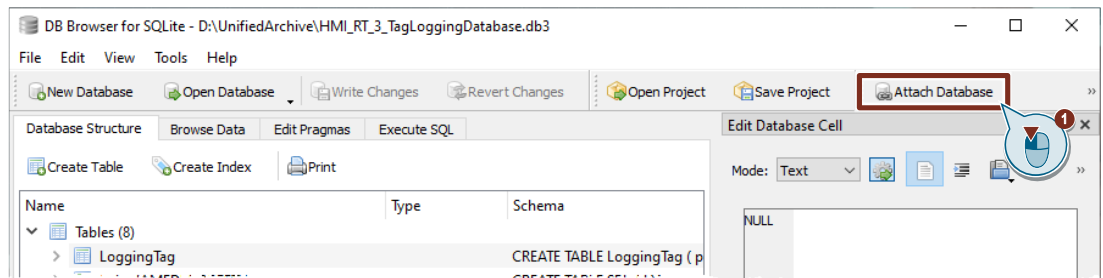 DB Browser for SQLite - D:\UnifiedArchive\HMI_RT_3_TagLoggingDatabase.db3
File Edit View Tools Help
New Database Open Database Write Changes Revert Changes Open Project Save Project Attach Database »
Database Structure Browse Data Edit Pragmas Execute SQL Edit Database Cell 1
Create Table Create Index Print Mode: Text »
Name Type Schema
NULL
Tables (8)
LoggingTag CREATE TABLE LoggingTag ( p